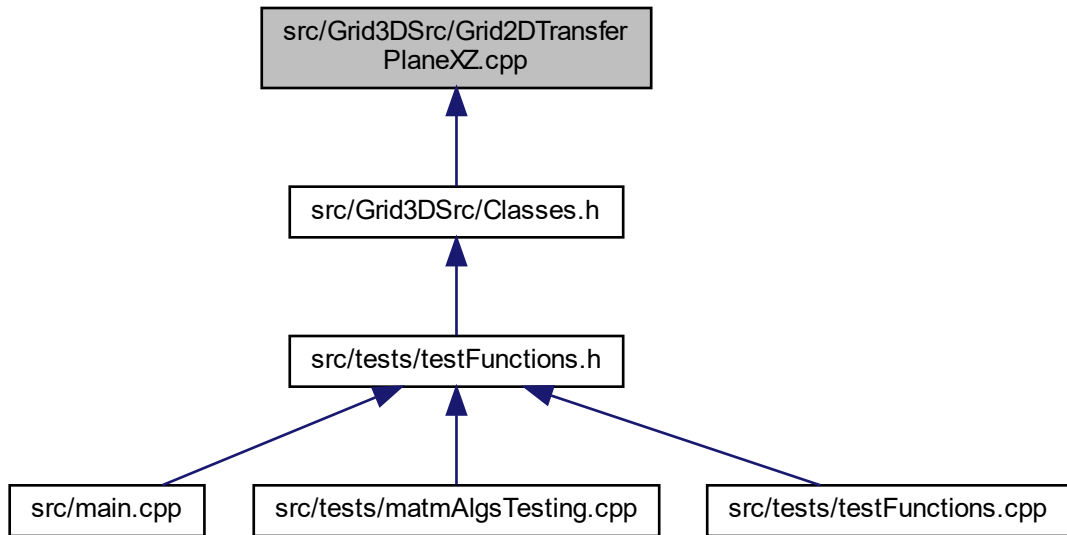 src/Grid3DSrc/Grid2DTransfer
PlaneXZ.cpp
src/Grid3DSrc/Classes.h
src/tests/testFunctions.h
src/main.cpp
src/tests/matmAlgsTesting.cpp
src/tests/testFunctions.cpp